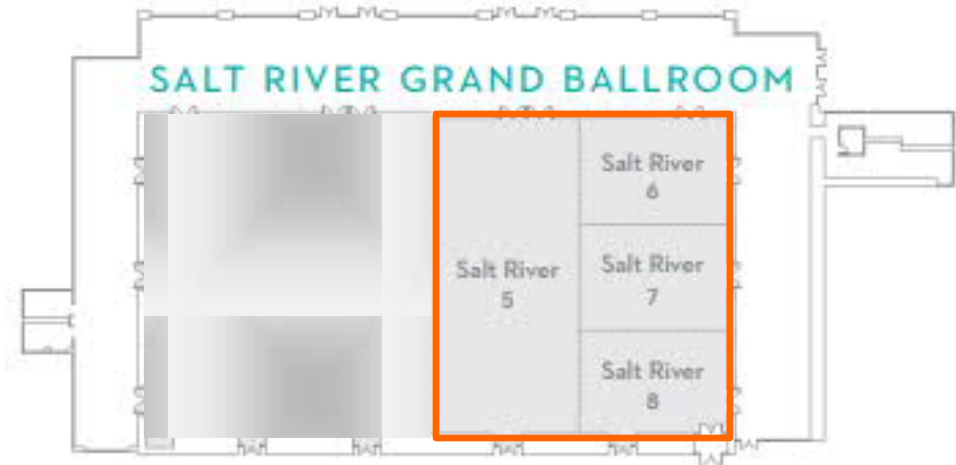 SALT RIVER GRAND BALLROOM
Salt River
6
Salt River
5
Salt River
7
Salt River
8